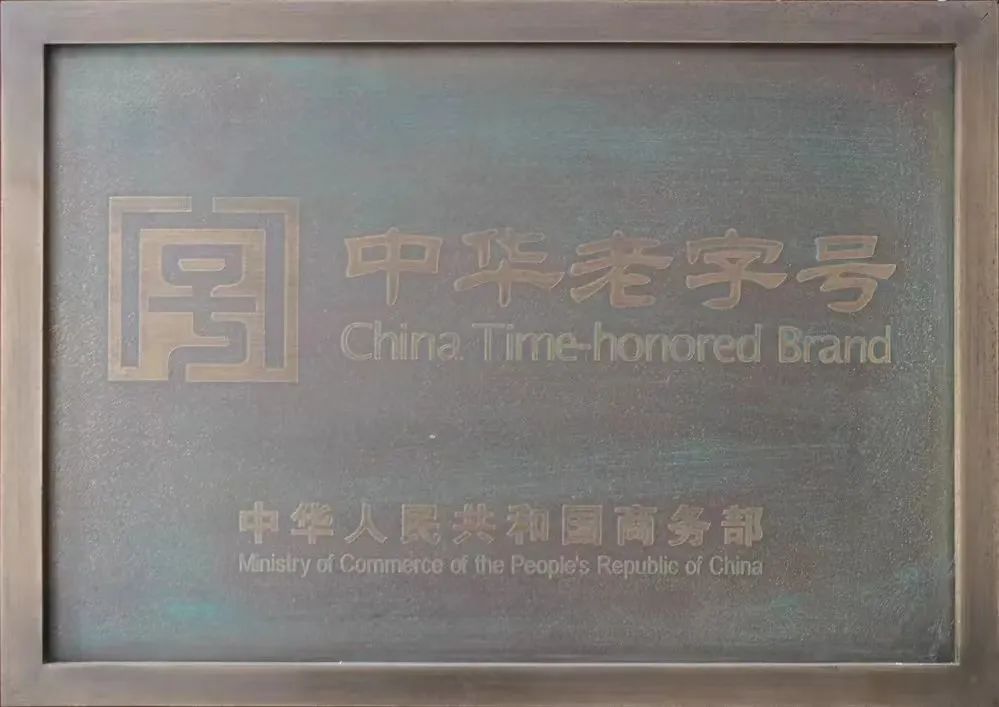 中华老字号
China Time-honored Brand
中华人民共和国商务部
Ministry of Commerce of the People's Republic of China